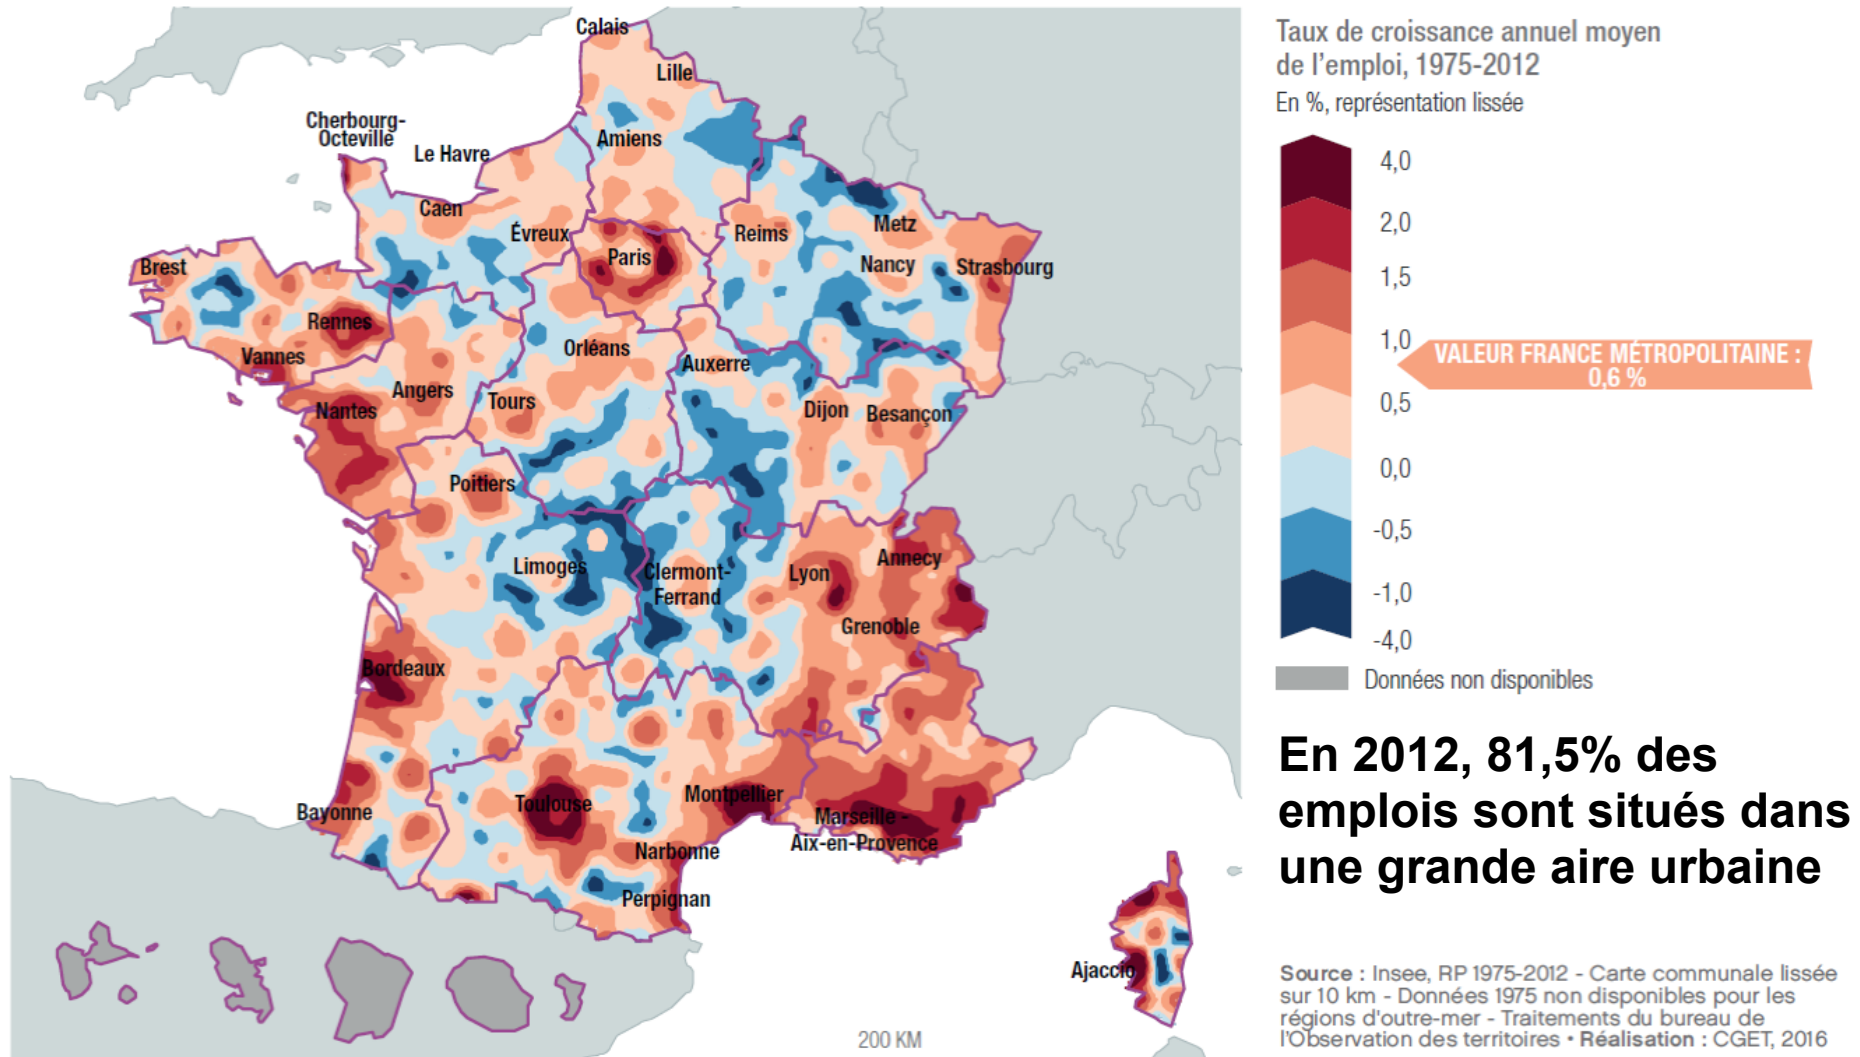 Calais
Lille
Cherbourg-
Octeville
Le Havre
Amiens
Caen
Évreux
Reims
Metz
Paris
Nancy
Strasbourg
Brest
Rennes
Vannes
Orléans
Auxerre
Angers
Tours
Nantes
Dijon
Besançon
Poitiers
Limoges
Clermont-
Ferrand
Lyon
Annecy
Grenoble
Bordeaux
Bayonne
Toulouse
Montpellier
Marseille -
Aix-en-Provence
Narbonne
Perpignan
Ajaccio
200 KM
Taux de croissance annuel moyen
de l'emploi, 1975-2012
En %, représentation lissée
4,0
2,0
1,5
1,0
0,5
0,0
-0,5
-1,0
-4,0
VALEUR FRANCE MÉTROPOLITAINE :
0,6 %
Données non disponibles
En 2012, 81,5% des
emplois sont situés dans
une grande aire urbaine
Source : Insee, RP 1975-2012 - Carte communale lissée
sur 10 km - Données 1975 non disponibles pour les
régions d'outre-mer - Traitements du bureau de
l'Observation des territoires • Réalisation : CGET, 2016